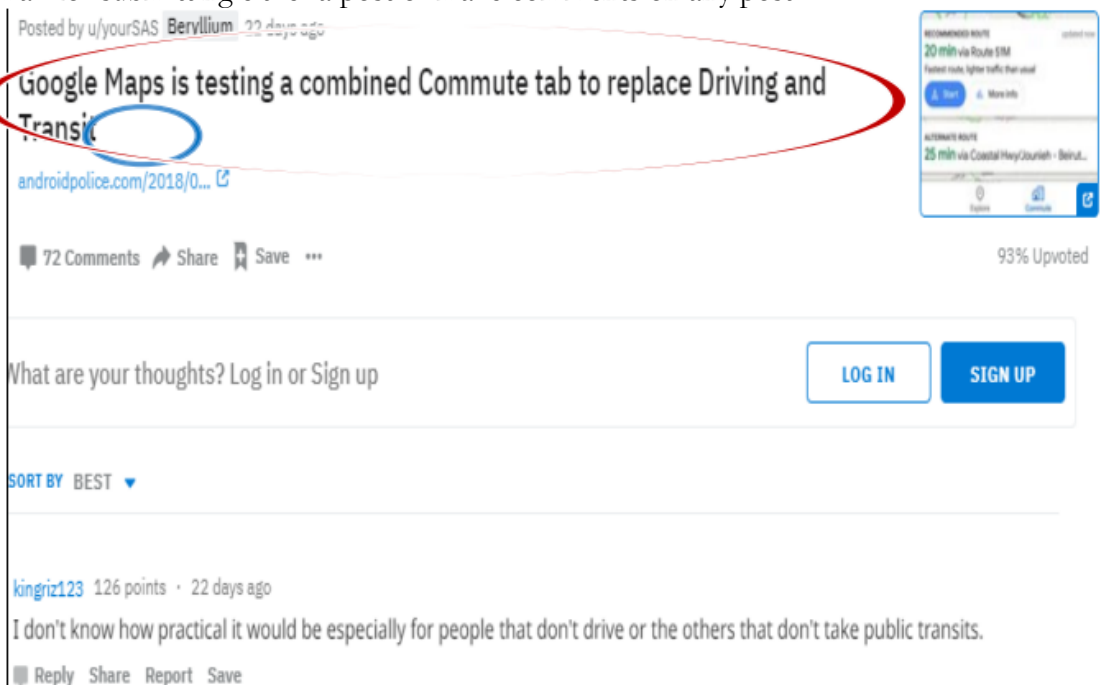 Posted by u/yourSAS Beryllium 22 days ago
Google Maps is testing a combined Commute tab to replace Driving and
Transit
androidpolice.com/2018/0...
RECOMMENDED ROUTE updated now
20 min via Route 51M
Fastest route, lighter traffic than usual
Start More info
ALTERNATE ROUTE
25 min via Coastal Hwy/Jounieh - Beirut...
Explore Commute
72 Comments Share Save ...
93% Upvoted
What are your thoughts? Log in or Sign up
LOG IN
SIGN UP
SORT BY BEST
kingriz123 126 points · 22 days ago
I don't know how practical it would be especially for people that don't drive or the others that don't take public transits.
Reply Share Report Save